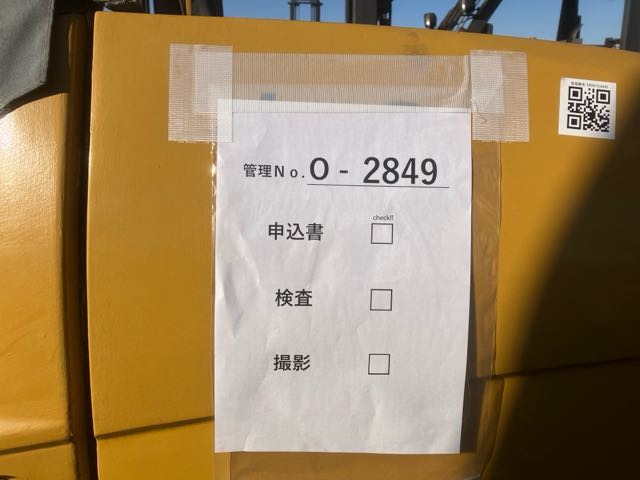 管理No. O - 2849
check!!
申込書 □
検査 □
撮影 □